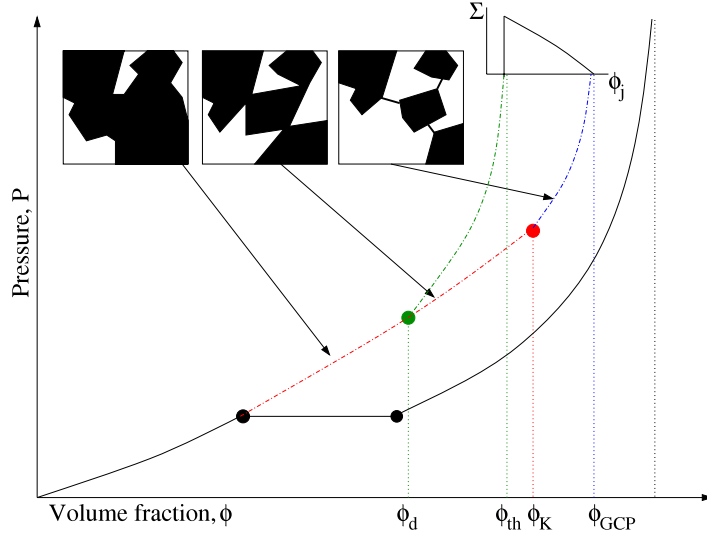 Σ
ϕj
Pressure, P
Volume fraction, ϕ
ϕd
ϕth
ϕK
ϕGCP